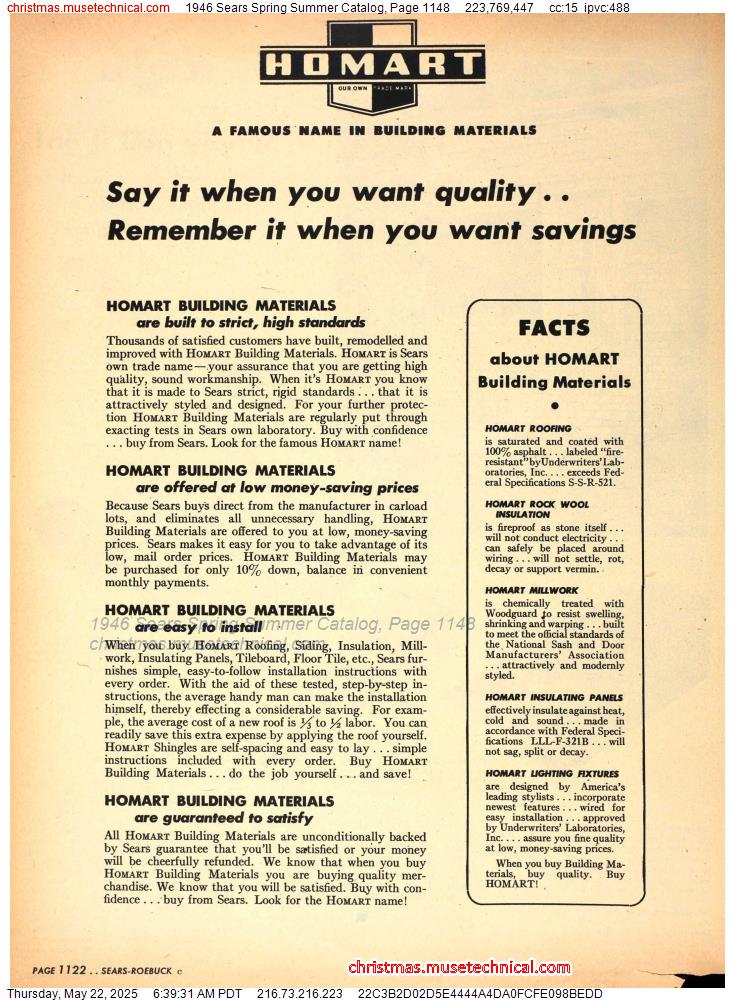 christmas.musetechnical.com 1946 Sears Spring Summer Catalog, Page 1148 223,769,447 cc:15 ipvc:488
HOMART
OUR OWN TRADE MARK
A FAMOUS NAME IN BUILDING MATERIALS
Say it when you want quality . .
Remember it when you want savings
HOMART BUILDING MATERIALS
are built to strict, high standards
Thousands of satisfied customers have built, remodelled and
improved with HOMART Building Materials. HOMART is Sears
own trade name—your assurance that you are getting high
quality, sound workmanship. When it's HOMART you know
that it is made to Sears strict, rigid standards . . . that it is
attractively styled and designed. For your further protec-
tion HOMART Building Materials are regularly put through
exacting tests in Sears own laboratory. Buy with confidence
. . . buy from Sears. Look for the famous HOMART name!
HOMART BUILDING MATERIALS
are offered at low money-saving prices
Because Sears buys direct from the manufacturer in carload
lots, and eliminates all unnecessary handling, HOMART
Building Materials are offered to you at low, money-saving
prices. Sears makes it easy for you to take advantage of its
low, mail order prices. HOMART Building Materials may
be purchased for only 10% down, balance in convenient
monthly payments.
HOMART BUILDING MATERIALS
are easy to install
1946 Sears Spring Summer Catalog, Page 1148
christmas.musetechnical.com
When you buy HOMART Roofing, Siding, Insulation, Mill-
work, Insulating Panels, Tileboard, Floor Tile, etc., Sears fur-
nishes simple, easy-to-follow installation instructions with
every order. With the aid of these tested, step-by-step in-
structions, the average handy man can make the installation
himself, thereby effecting a considerable saving. For exam-
ple, the average cost of a new roof is ⅓ to ½ labor. You can
readily save this extra expense by applying the roof yourself.
HOMART Shingles are self-spacing and easy to lay . . . simple
instructions included with every order. Buy HOMART
Building Materials . . . do the job yourself . . . and save!
HOMART BUILDING MATERIALS
are guaranteed to satisfy
All HOMART Building Materials are unconditionally backed
by Sears guarantee that you'll be satisfied or your money
will be cheerfully refunded. We know that when you buy
HOMART Building Materials you are buying quality mer-
chandise. We know that you will be satisfied. Buy with con-
fidence . . . buy from Sears. Look for the HOMART name!
FACTS
about HOMART
Building Materials
•
HOMART ROOFING
is saturated and coated with
100% asphalt . . . labeled "fire-
resistant" by Underwriters' Lab-
oratories, Inc. . . . exceeds Fed-
eral Specifications S-S-R-521.
HOMART ROCK WOOL
INSULATION
is fireproof as stone itself . . .
will not conduct electricity . . .
can safely be placed around
wiring . . . will not settle, rot,
decay or support vermin.
HOMART MILLWORK
is chemically treated with
Woodguard to resist swelling,
shrinking and warping . . . built
to meet the official standards of
the National Sash and Door
Manufacturers' Association
. . . attractively and modernly
styled.
HOMART INSULATING PANELS
effectively insulate against heat,
cold and sound . . . made in
accordance with Federal Speci-
fications LLL-F-321B . . . will
not sag, split or decay.
HOMART LIGHTING FIXTURES
are designed by America's
leading stylists . . . incorporate
newest features . . . wired for
easy installation . . . approved
by Underwriters' Laboratories,
Inc. . . . assure you fine quality
at low, money-saving prices.
When you buy Building Ma-
terials, buy quality. Buy
HOMART!
PAGE 1122 . . SEARS-ROEBUCK C
christmas.musetechnical.com
Thursday, May 22, 2025 6:39:31 AM PDT 216.73.216.223 22C3B2D02D5E4444A4DA0FCFE098BEDD